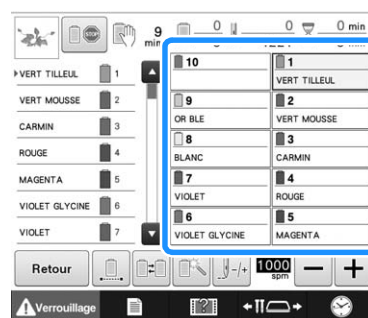 9 min
0
0
0 min
VERT TILLEUL 1
VERT MOUSSE 2
CARMIN 3
ROUGE 4
MAGENTA 5
VIOLET GLYCINE 6
VIOLET 7
10
1
VERT TILLEUL
9
OR BLE
2
VERT MOUSSE
8
BLANC
3
CARMIN
7
VIOLET
4
ROUGE
6
VIOLET GLYCINE
5
MAGENTA
Retour
-/+
1000 spm
Verrouillage